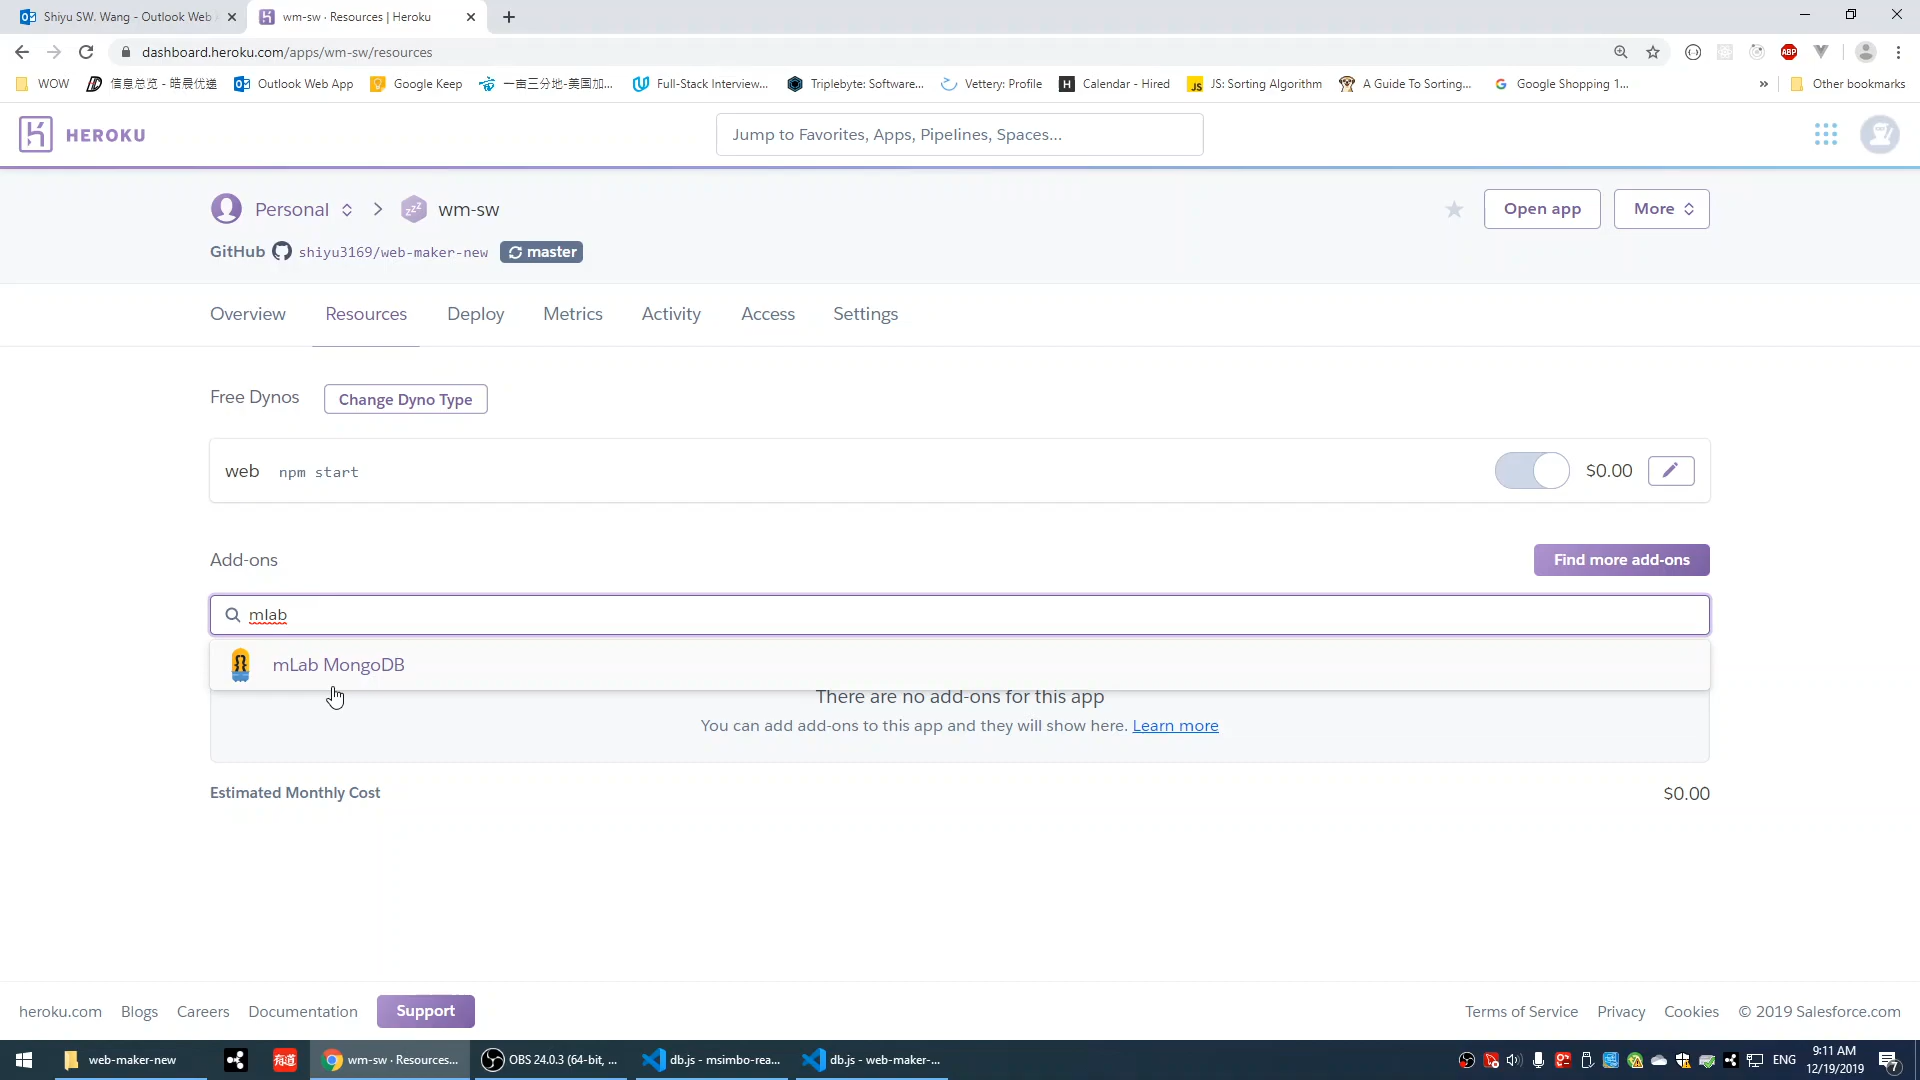 Shiyu SW. Wang - Outlook Web
wm-sw · Resources | Heroku
dashboard.heroku.com/apps/wm-sw/resources
ABP
WOW
信息总览 - 皓晨优递
Outlook Web App
Google Keep
一亩三分地-美国加...
Full-Stack Interview...
Triplebyte: Software...
Vettery: Profile
H
Calendar - Hired
JS
JS: Sorting Algorithm
A Guide To Sorting...
Google Shopping 1...
»
Other bookmarks
HEROKU
Jump to Favorites, Apps, Pipelines, Spaces...
Personal
wm-sw
Open app
More
GitHub shiyu3169/web-maker-new master
Overview
Resources
Deploy
Metrics
Activity
Access
Settings
Free Dynos
Change Dyno Type
web npm start
$0.00
Add-ons
Find more add-ons
mlab
mLab MongoDB
There are no add-ons for this app
You can add add-ons to this app and they will show here. Learn more
Estimated Monthly Cost
$0.00
heroku.com
Blogs
Careers
Documentation
Support
Terms of Service
Privacy
Cookies
© 2019 Salesforce.com
web-maker-new
有道
wm-sw · Resources...
OBS 24.0.3 (64-bit, ...
db.js - msimbo-rea...
db.js - web-maker-...
ENG
9:11 AM
12/19/2019
7